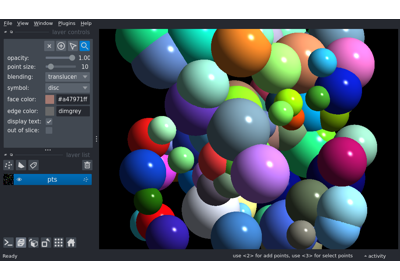 File View Window Plugins Help
layer controls
opacity: 1.00
point size: 10
blending: translucen
symbol: disc
face color: #a47971ff
edge color: dimgrey
display text:
out of slice:
layer list
pts
Ready use <2> for add points, use <3> for select points activity